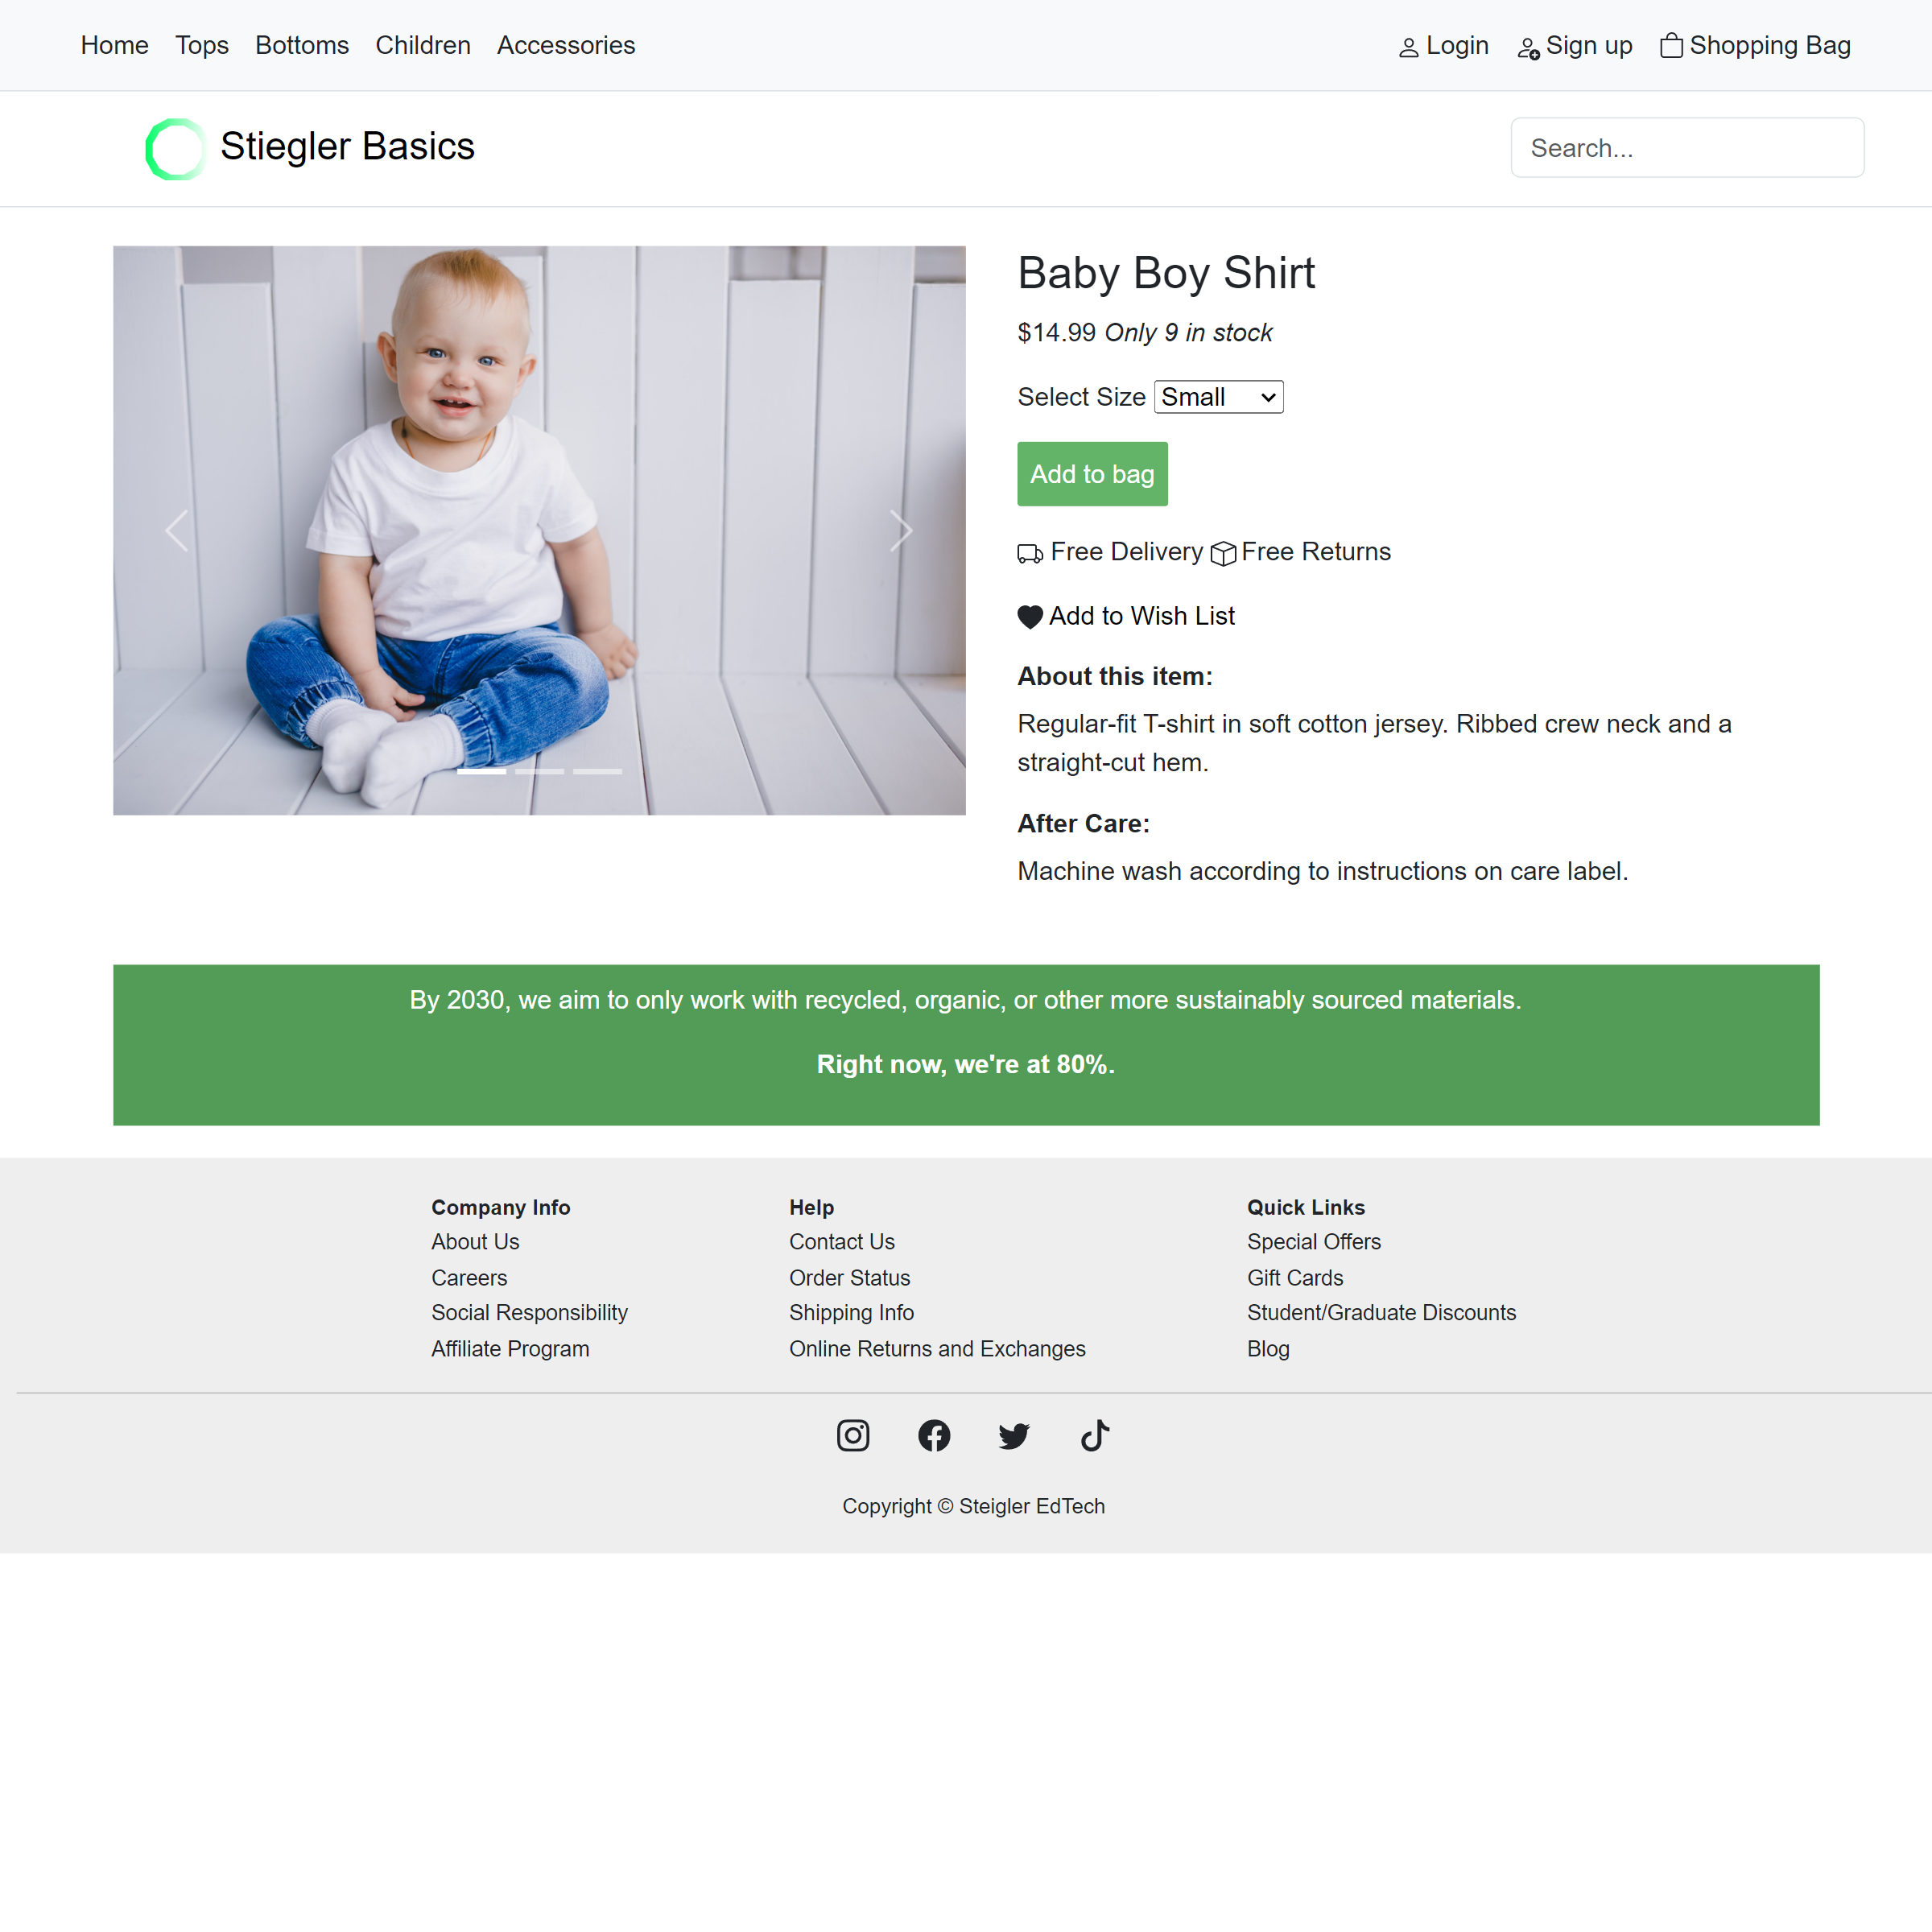 Home Tops Bottoms Children Accessories Login Sign up Shopping Bag
Stiegler Basics
Search...
Baby Boy Shirt
$14.99 Only 9 in stock
Select Size Small
Add to bag
Free Delivery Free Returns
Add to Wish List
About this item:
Regular-fit T-shirt in soft cotton jersey. Ribbed crew neck and a
straight-cut hem.
After Care:
Machine wash according to instructions on care label.
By 2030, we aim to only work with recycled, organic, or other more sustainably sourced materials.
Right now, we're at 80%.
Company Info
About Us
Careers
Social Responsibility
Affiliate Program
Help
Contact Us
Order Status
Shipping Info
Online Returns and Exchanges
Quick Links
Special Offers
Gift Cards
Student/Graduate Discounts
Blog
Copyright © Steigler EdTech